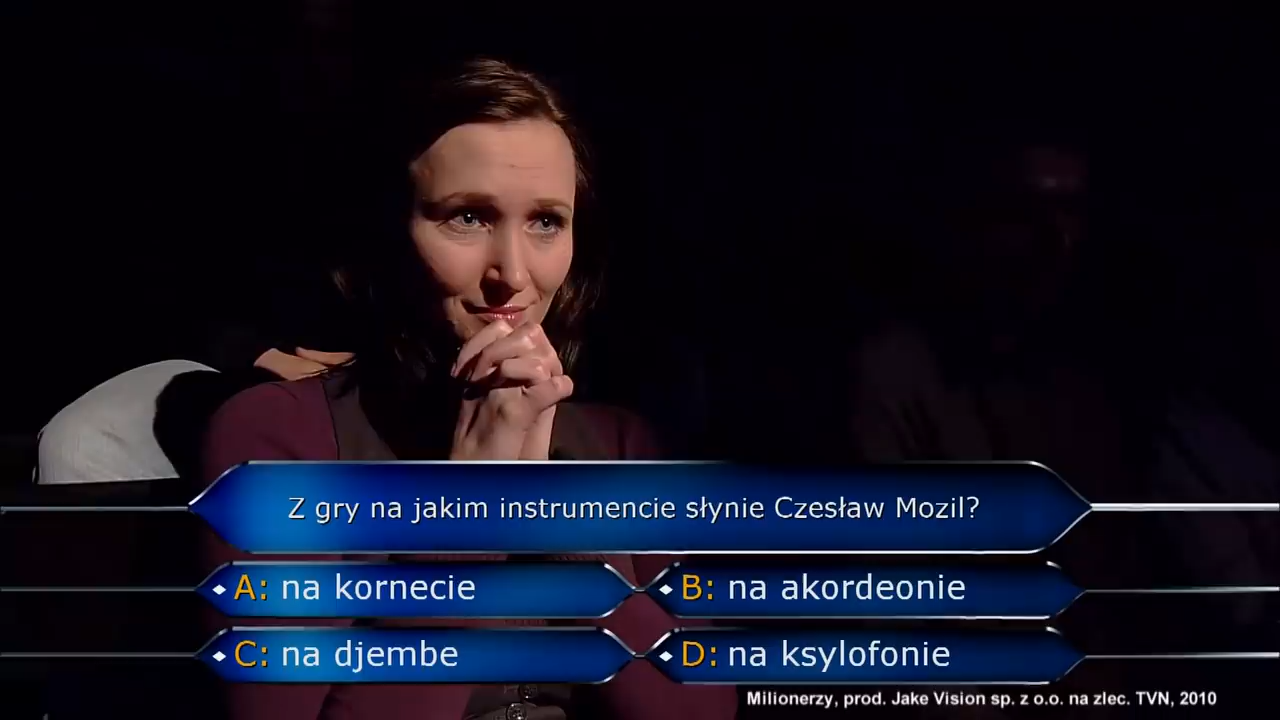 Z gry na jakim instrumencie słynie Czesław Mozil?
A: na kornecie
B: na akordeonie
C: na djembe
D: na ksylofonie
Milionerzy, prod. Jake Vision sp. z o.o. na zlec. TVN, 2010